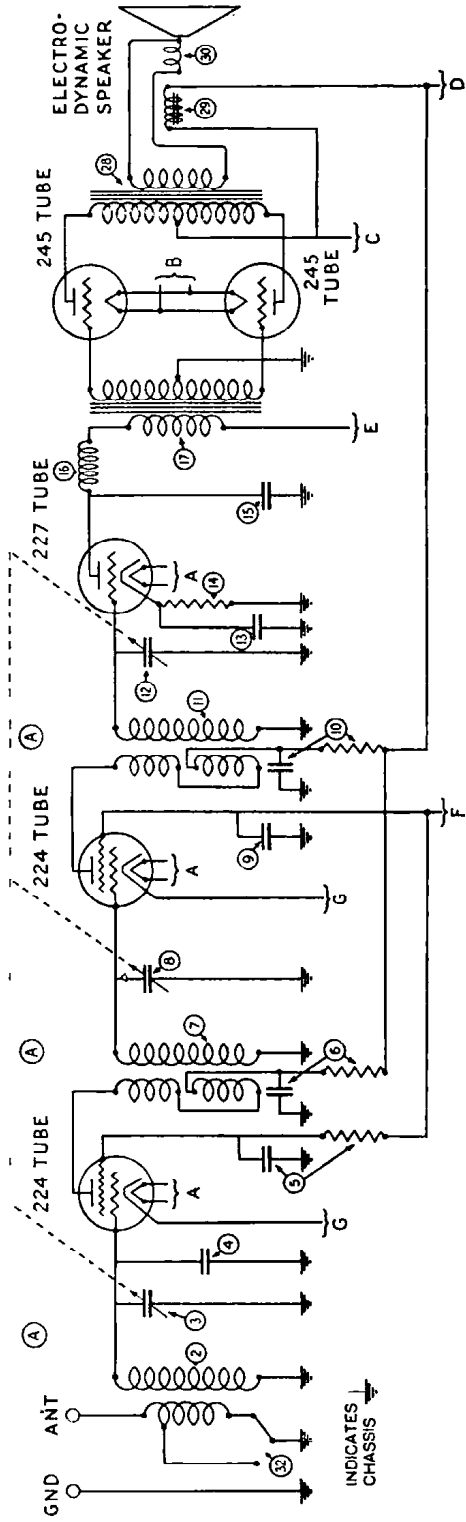 GND
ANT
INDICATES
CHASSIS
32
2
3
4
A
224 TUBE
A
G
5
6
7
A
8
224 TUBE
A
G
9
F
10
11
A
12
13
14
15
227 TUBE
A
16
17
E
245 TUBE
B
245
TUBE
28
C
29
30
D
ELECTRO-
DYNAMIC
SPEAKER